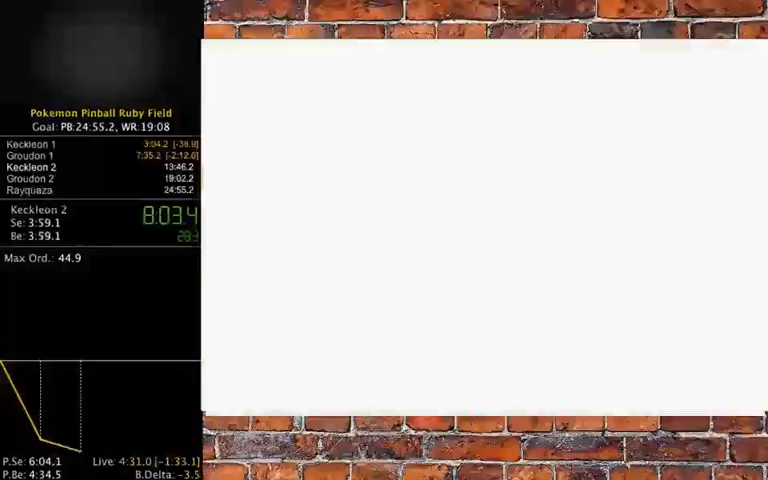 Pokemon Pinball Ruby Field
Goal: PB:24:55.2, WR:19:08
Keckleon 1 3:04.2 [-38.9]
Groudon 1 7:35.2 [-2:12.0]
Keckleon 2 13:46.2
Groudon 2 19:02.2
Rayquaza 24:55.2
Keckleon 2
8:03.4
Se: 3:59.1
Be: 3:59.1
Max Ord.: 44.9
P.Se: 6:04.1 Live: 4:31.0 [-1:33.1]
P.Be: 4:34.5 B.Delta: -3.5